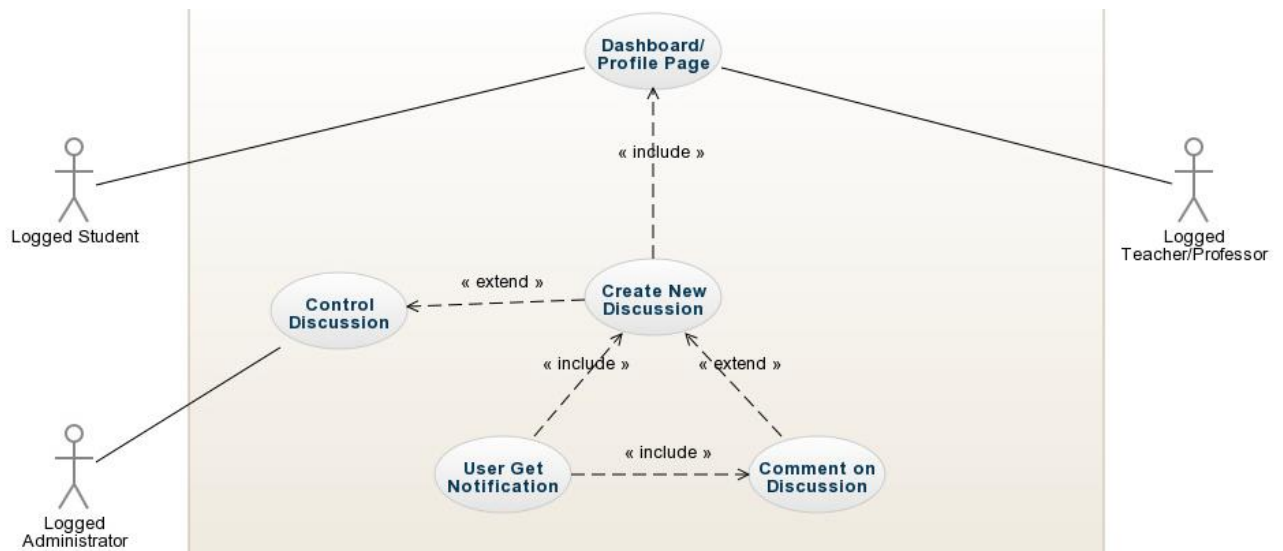 Dashboard/
Profile Page
« include »
Logged Student
Logged
Teacher/Professor
« extend »
Create New
Discussion
Control
Discussion
« include »
« extend »
« include »
User Get
Notification
Comment on
Discussion
Logged
Administrator